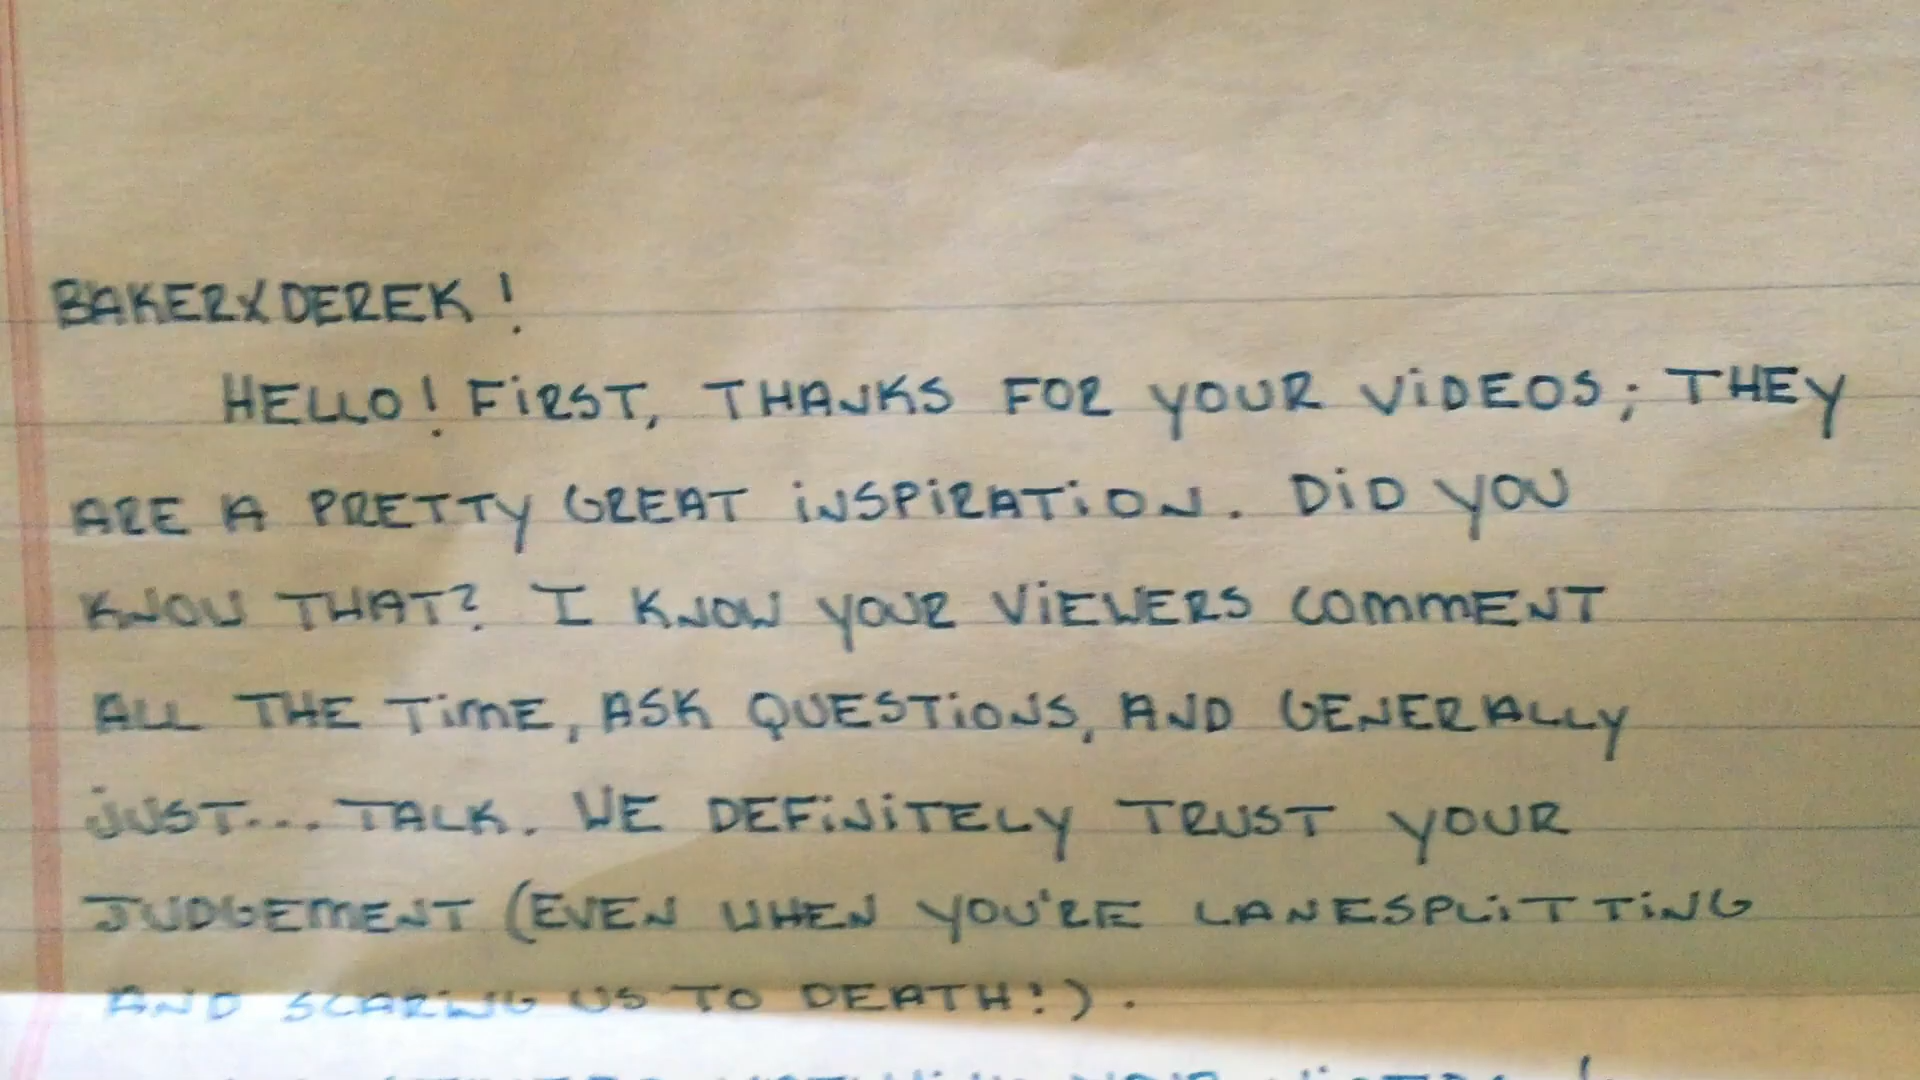 BAKERXDEREK!
HELLO! FiRST, THANKS FOR YOUR ViDEOS; THEY
ARE A PRETTY GREAT iNSPiRATiON. DiD YOU
KNOW THAT? I KNOW YOUR ViEWERS COMMENT
ALL THE TiME, ASK QUESTiONS, AND GENERALLY
jUST... TALK. WE DEFiNiTELY TRUST YOUR
JUDGEMENT (EVEN WHEN YOU'RE LANESPLiTTiNG
AND SCARiNG US TO DEATH!).